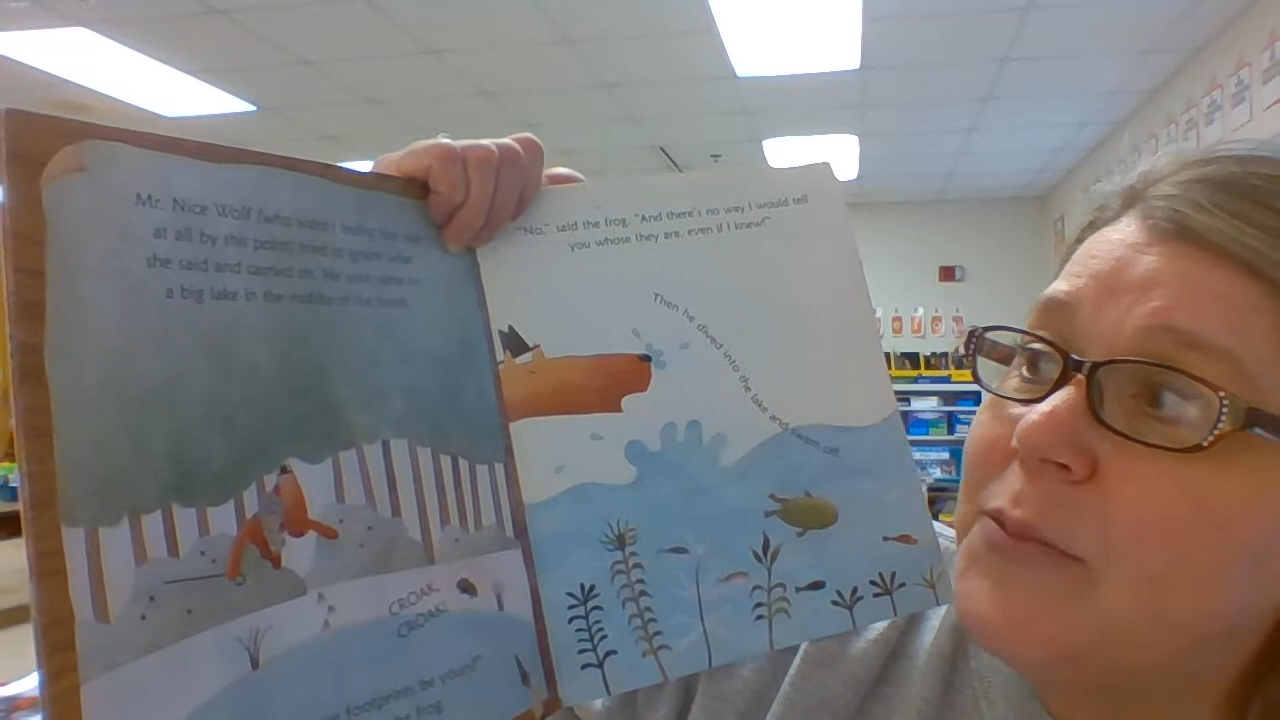 Mr. Nice Wolf (who wasn't feeling too nice
at all by this point) tried to ignore what
she said and carried on. He soon came to
a big lake in the middle of the forest.
CROAK,
CROAK!
footprints be yours?"
the frog.
"No," said the frog. "And there's no way I would tell
you whose they are, even if I knew!"
Then he dived into the lake and swam off.